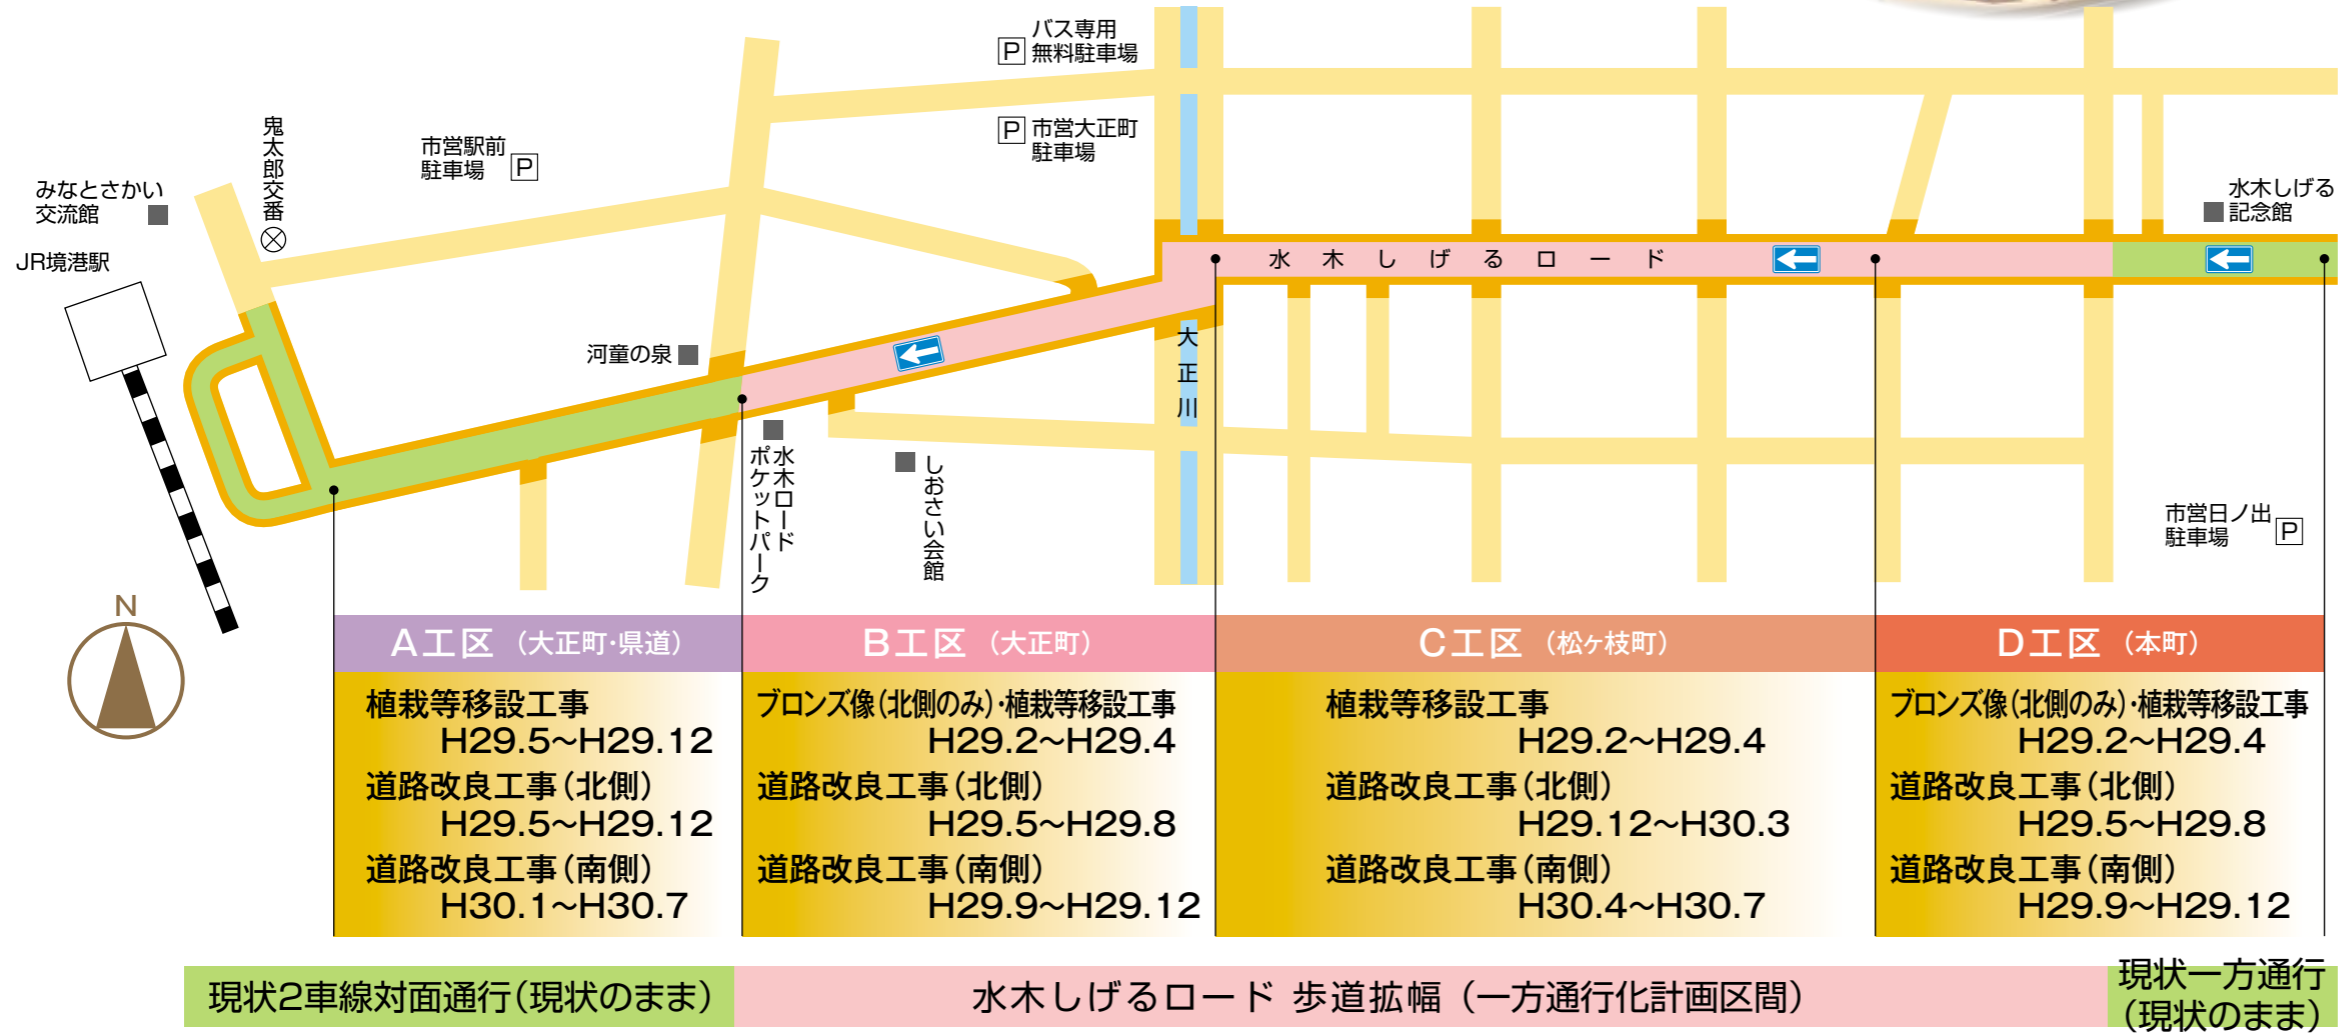 バス専用
P 無料駐車場
P 市営大正町
駐車場
鬼太郎交番
市営駅前
駐車場 P
みなとさかい
交流館
JR境港駅
水木しげる
記念館
水木しげるロード
河童の泉
大正川
水木ロード
ポケットパーク
しおさい会館
市営日ノ出
駐車場 P
N
A工区（大正町・県道）
植栽等移設工事
H29.5〜H29.12
道路改良工事（北側）
H29.5〜H29.12
道路改良工事（南側）
H30.1〜H30.7
B工区（大正町）
ブロンズ像（北側のみ）・植栽等移設工事
H29.2〜H29.4
道路改良工事（北側）
H29.5〜H29.8
道路改良工事（南側）
H29.9〜H29.12
C工区（松ヶ枝町）
植栽等移設工事
H29.2〜H29.4
道路改良工事（北側）
H29.12〜H30.3
道路改良工事（南側）
H30.4〜H30.7
D工区（本町）
ブロンズ像（北側のみ）・植栽等移設工事
H29.2〜H29.4
道路改良工事（北側）
H29.5〜H29.8
道路改良工事（南側）
H29.9〜H29.12
現状2車線対面通行（現状のまま）
水木しげるロード 歩道拡幅（一方通行化計画区間）
現状一方通行
（現状のまま）